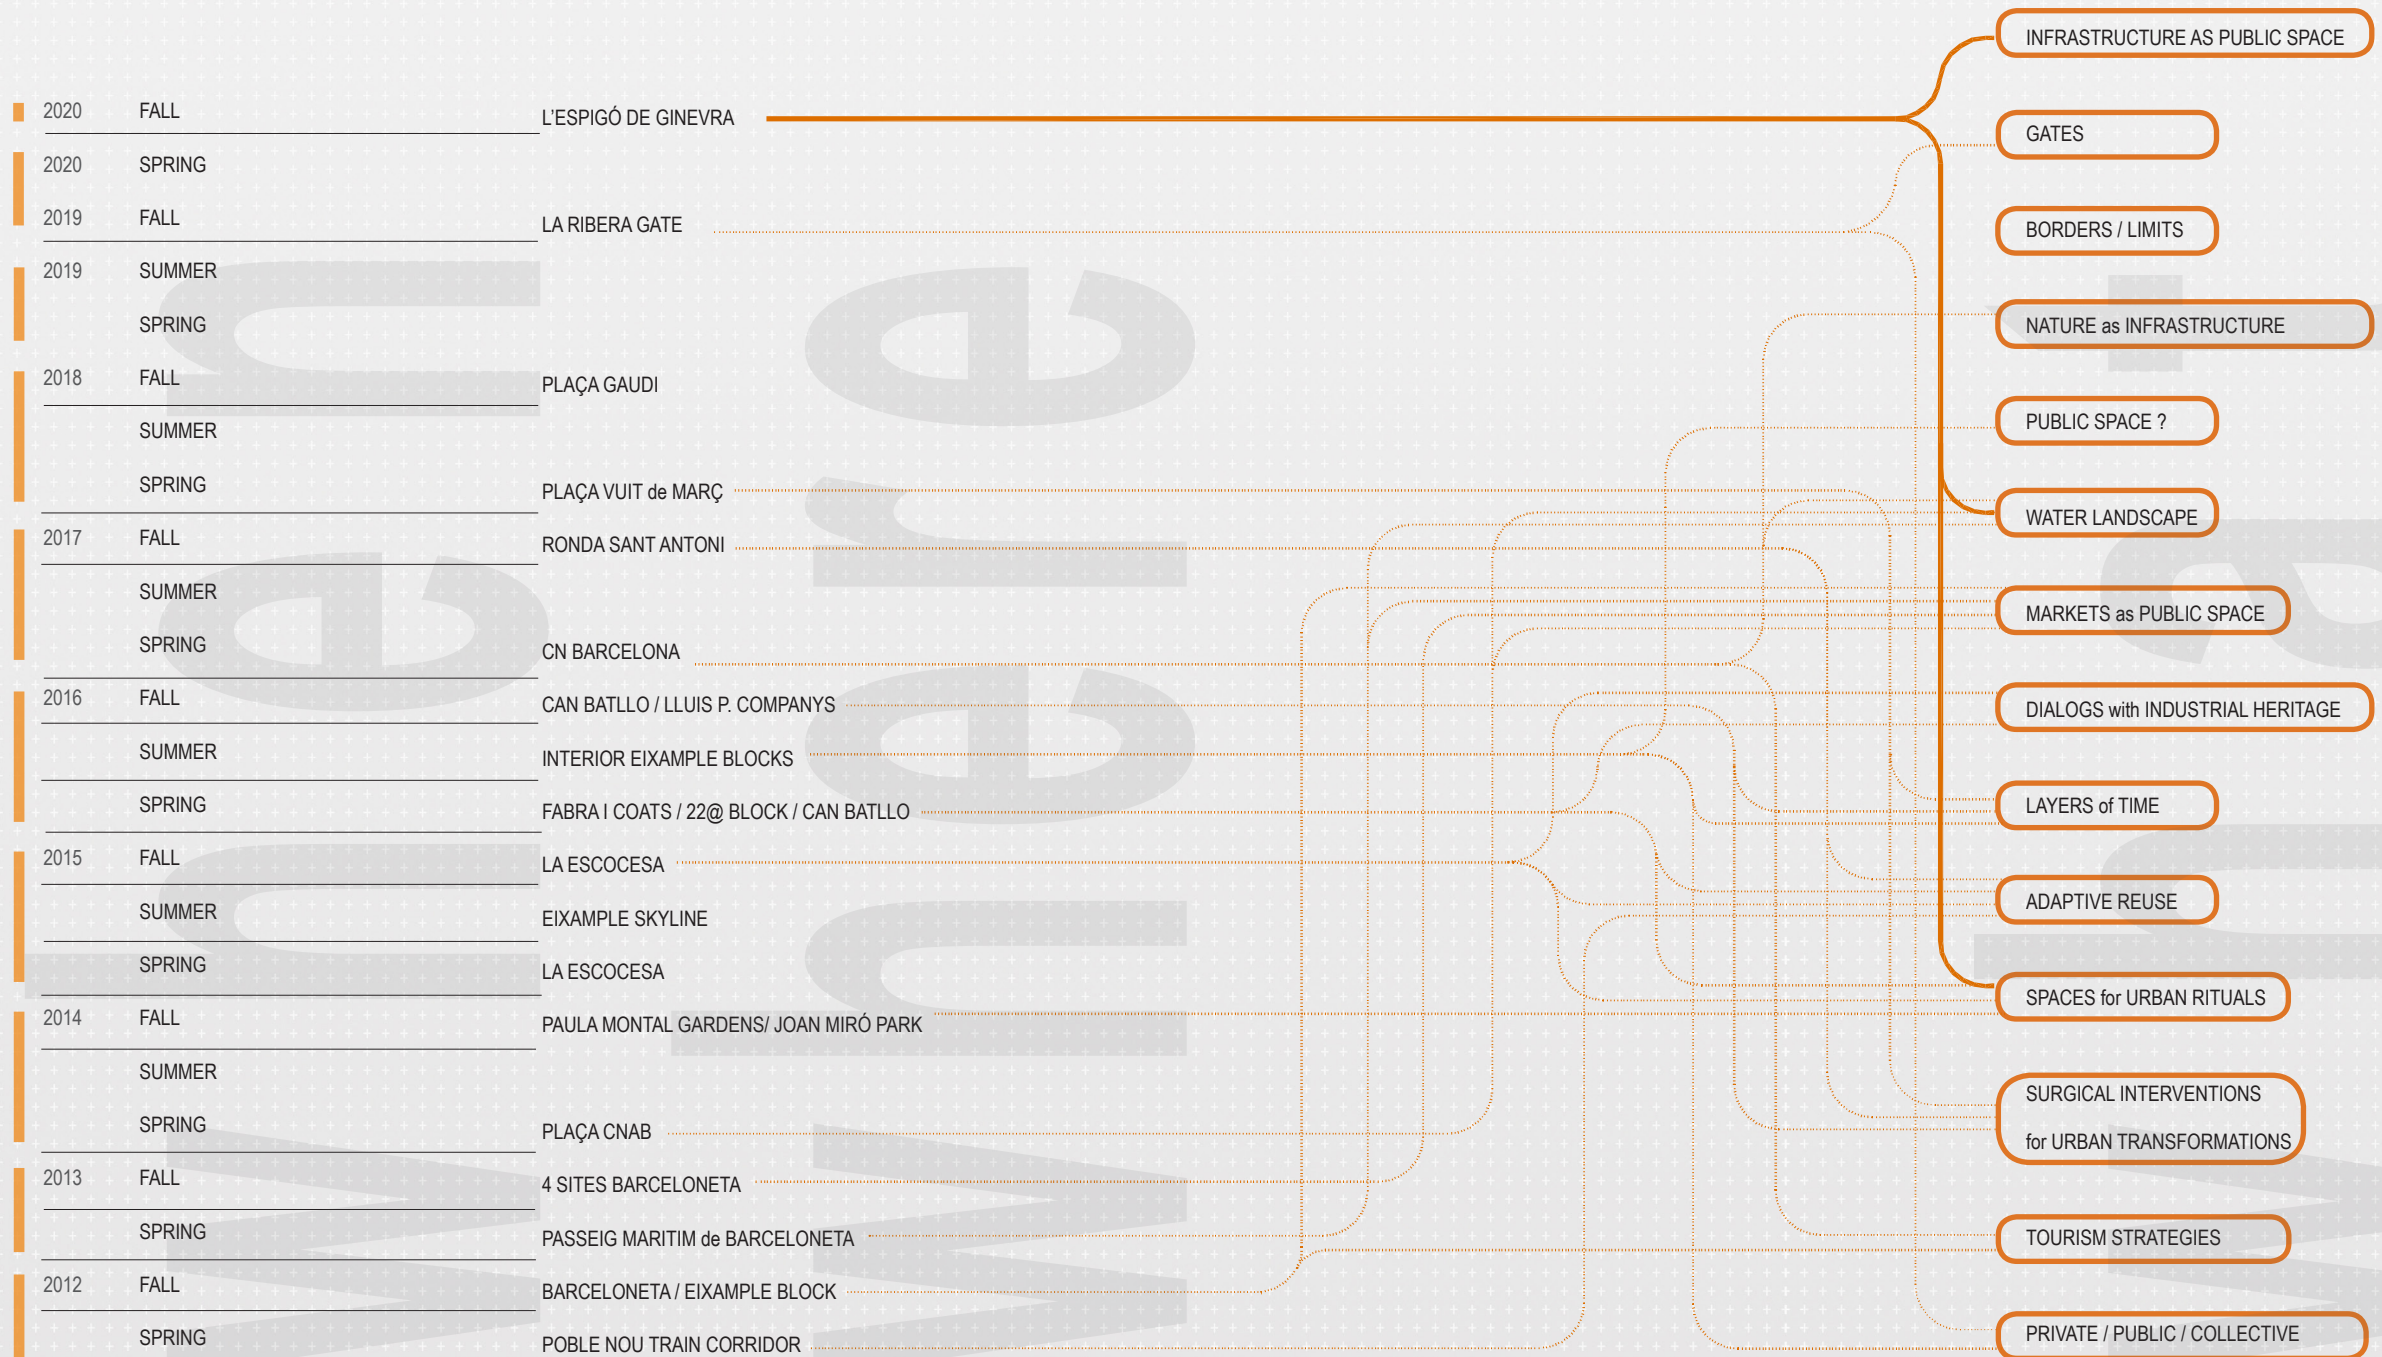 INFRASTRUCTURE AS PUBLIC SPACE
2020 FALL L'ESPIGÓ DE GINEVRA
GATES
2020 SPRING
2019 FALL LA RIBERA GATE
BORDERS / LIMITS
2019 SUMMER
SPRING
NATURE as INFRASTRUCTURE
2018 FALL PLAÇA GAUDI
SUMMER
PUBLIC SPACE ?
SPRING PLAÇA VUIT de MARÇ
WATER LANDSCAPE
2017 FALL RONDA SANT ANTONI
SUMMER
MARKETS as PUBLIC SPACE
SPRING CN BARCELONA
2016 FALL CAN BATLLO / LLUIS P. COMPANYS
DIALOGS with INDUSTRIAL HERITAGE
SUMMER INTERIOR EIXAMPLE BLOCKS
SPRING FABRA I COATS / 22@ BLOCK / CAN BATLLO
LAYERS of TIME
2015 FALL LA ESCOCESA
ADAPTIVE REUSE
SUMMER EIXAMPLE SKYLINE
SPRING LA ESCOCESA
SPACES for URBAN RITUALS
2014 FALL PAULA MONTAL GARDENS/ JOAN MIRÓ PARK
SUMMER
SURGICAL INTERVENTIONS
for URBAN TRANSFORMATIONS
SPRING PLAÇA CNAB
2013 FALL 4 SITES BARCELONETA
SPRING PASSEIG MARITIM de BARCELONETA
TOURISM STRATEGIES
2012 FALL BARCELONETA / EIXAMPLE BLOCK
SPRING POBLE NOU TRAIN CORRIDOR
PRIVATE / PUBLIC / COLLECTIVE
when
where